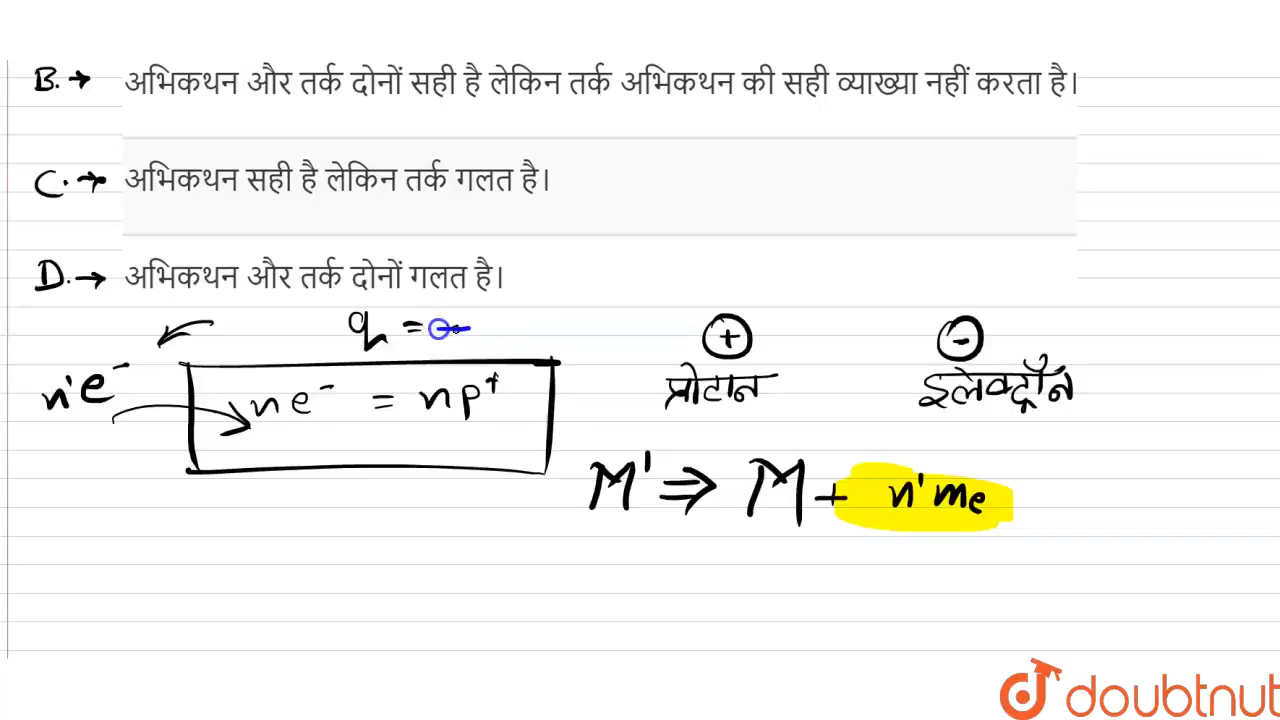 B. → अभिकथन और तर्क दोनों सही है लेकिन तर्क अभिकथन की सही व्याख्या नहीं करता है।
C. → अभिकथन सही है लेकिन तर्क गलत है।
D. → अभिकथन और तर्क दोनों गलत है।
q =
+ -
n'e⁻ ne⁻ = np⁺ प्रोटान इलेक्ट्रॉन
M' ⇒ M + n'me
doubtnut